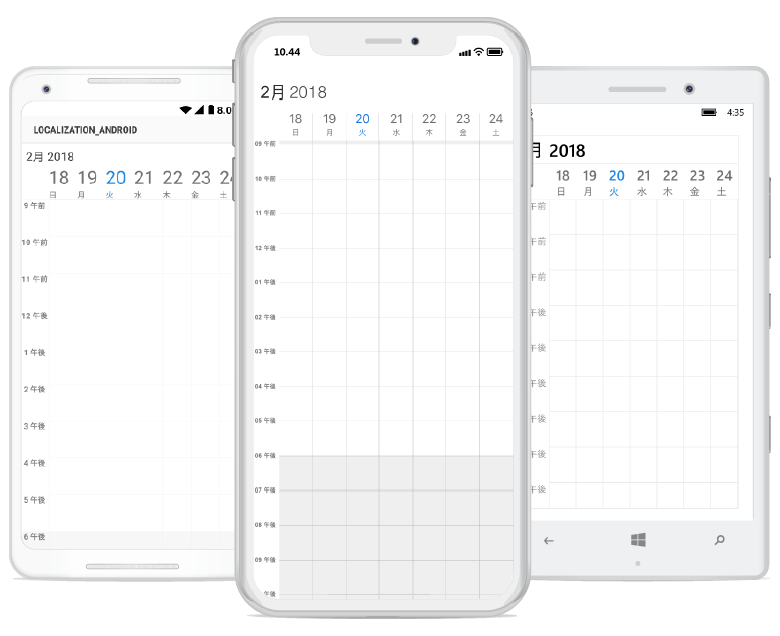 8.0
LOCALIZATION_ANDROID
2月 2018
18 19 20 21 22 23 24
日 月 火 水 木 金 土
9 午前
10 午前
11 午前
12 午後
1 午後
2 午後
3 午後
4 午後
5 午後
6 午後
10.44
2月 2018
18 19 20 21 22 23 24
日 月 火 水 木 金 土
09 午前
10 午前
11 午前
12 午後
01 午後
02 午後
03 午後
04 午後
05 午後
06 午後
07 午後
08 午後
09 午後
午後
4:35
月 2018
18 19 20 21 22 23 24
日 月 火 水 木 金 土
午前
午前
午前
午後
午後
午後
午後
午後
午後